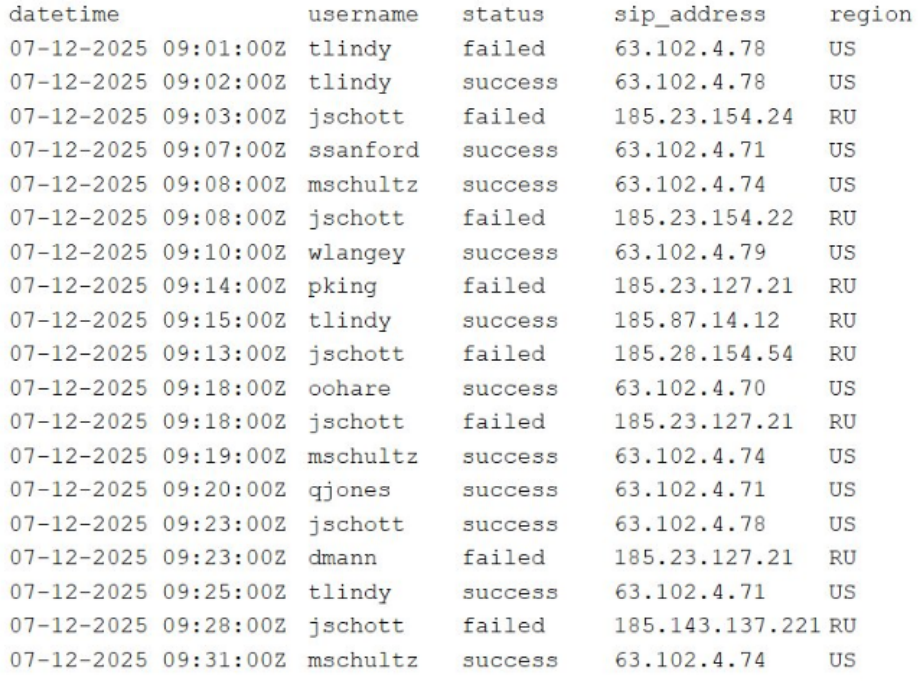 datetime username status sip_address region
07-12-2025 09:01:00Z tlindy failed 63.102.4.78 US
07-12-2025 09:02:00Z tlindy success 63.102.4.78 US
07-12-2025 09:03:00Z jschott failed 185.23.154.24 RU
07-12-2025 09:07:00Z ssanford success 63.102.4.71 US
07-12-2025 09:08:00Z mschultz success 63.102.4.74 US
07-12-2025 09:08:00Z jschott failed 185.23.154.22 RU
07-12-2025 09:10:00Z wlangey success 63.102.4.79 US
07-12-2025 09:14:00Z pking failed 185.23.127.21 RU
07-12-2025 09:15:00Z tlindy success 185.87.14.12 RU
07-12-2025 09:13:00Z jschott failed 185.28.154.54 RU
07-12-2025 09:18:00Z oohare success 63.102.4.70 US
07-12-2025 09:18:00Z jschott failed 185.23.127.21 RU
07-12-2025 09:19:00Z mschultz success 63.102.4.74 US
07-12-2025 09:20:00Z qjones success 63.102.4.71 US
07-12-2025 09:23:00Z jschott success 63.102.4.78 US
07-12-2025 09:23:00Z dmann failed 185.23.127.21 RU
07-12-2025 09:25:00Z tlindy success 63.102.4.71 US
07-12-2025 09:28:00Z jschott failed 185.143.137.221 RU
07-12-2025 09:31:00Z mschultz success 63.102.4.74 US